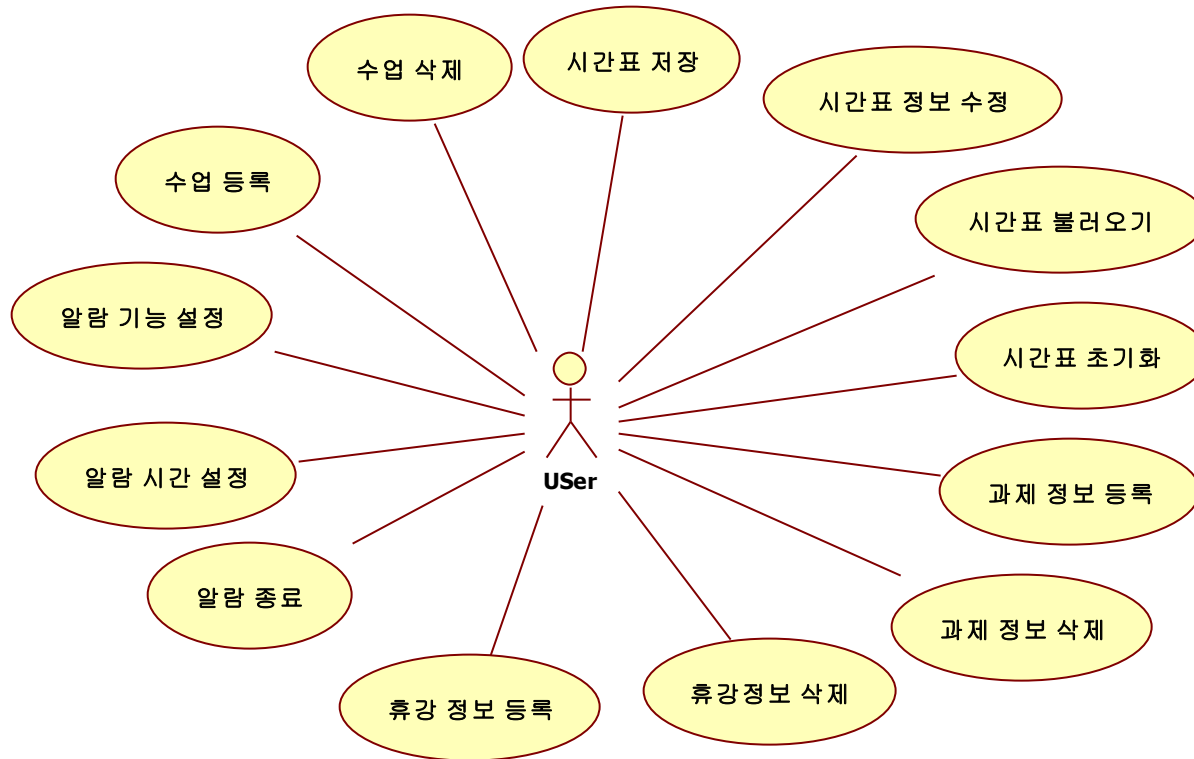 시간표 저장
수업 삭제
시간표 정보 수정
수업 등록
시간표 불러오기
알람 기능 설정
시간표 초기화
알람 시간 설정
USer
과제 정보 등록
알람 종료
과제 정보 삭제
휴강정보 삭제
휴강 정보 등록